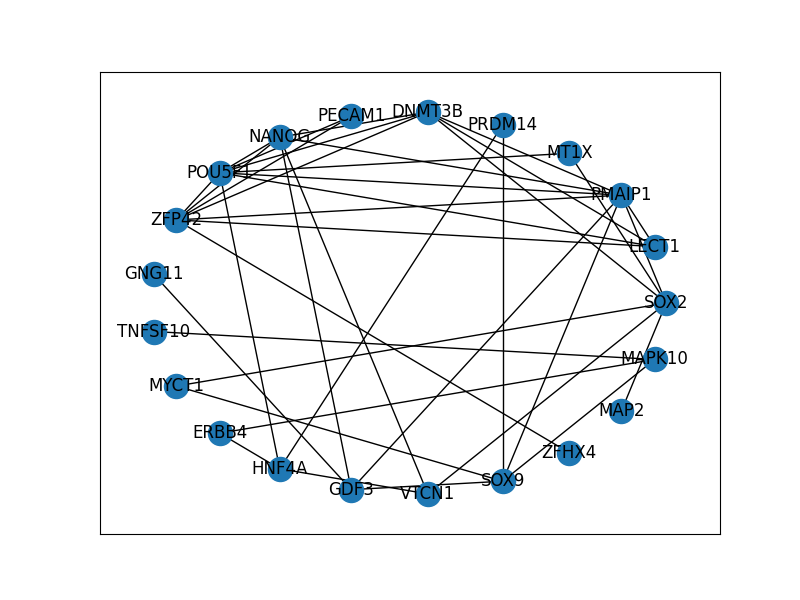 DNMT3B
PECAM1
PRDM14
NANOG
MT1X
POU5F1
PMAIP1
ZFP42
LECT1
GNG11
SOX2
TNFSF10
MAPK10
MYCT1
MAP2
ERBB4
ZFHX4
HNF4A
SOX9
GDF3
VTCN1